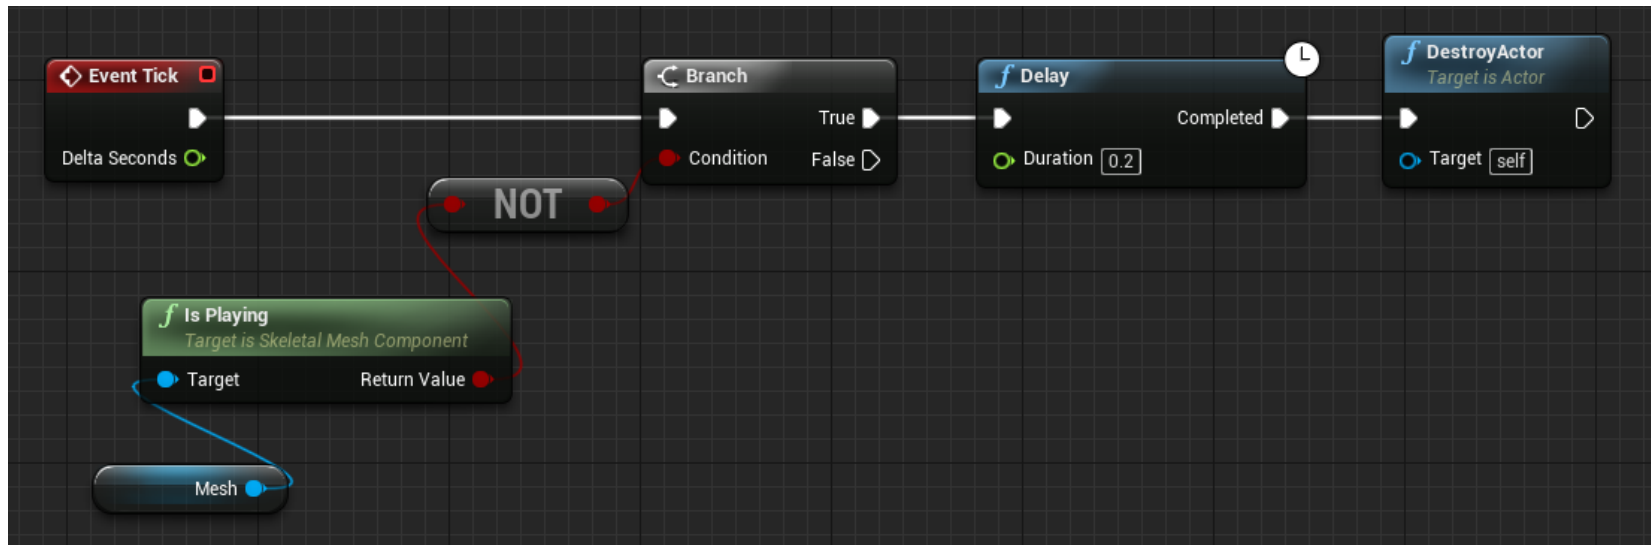 Event Tick
Delta Seconds
Branch
True
Condition
False
Delay
Completed
Duration 0.2
f DestroyActor
Target is Actor
Target self
NOT
f Is Playing
Target is Skeletal Mesh Component
Target
Return Value
Mesh